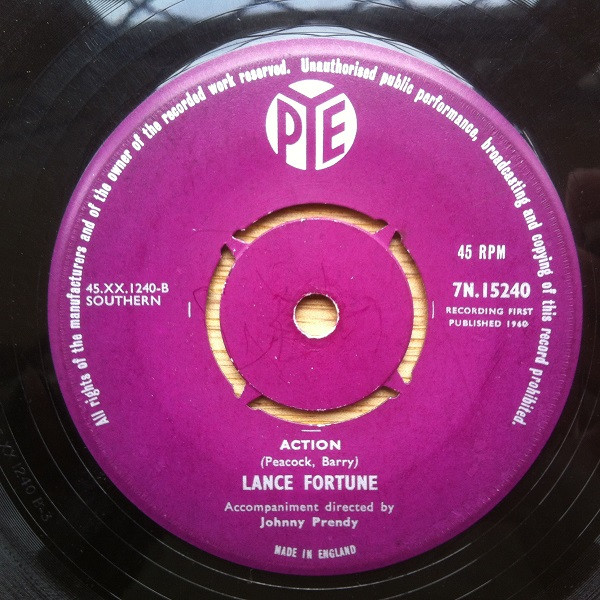 All rights of the manufacturers and of the owner of the recorded work reserved. Unauthorised public performance, broadcasting and copying of this record prohibited.
PYE
45 RPM
45.XX.1240-B
SOUTHERN
7N.15240
RECORDING FIRST
PUBLISHED 1960
ACTION
(Peacock, Barry)
LANCE FORTUNE
Accompaniment directed by
Johnny Prendy
MADE IN ENGLAND